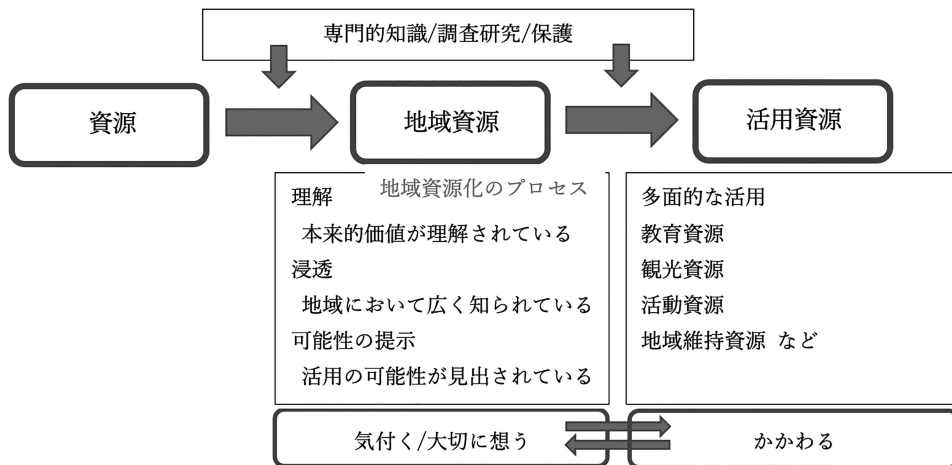 専門的知識/調査研究/保護
資源
地域資源
活用資源
地域資源化のプロセス
理解
本来的価値が理解されている
浸透
地域において広く知られている
可能性の提示
活用の可能性が見出されている
多面的な活用
教育資源
観光資源
活動資源
地域維持資源 など
気付く/大切に想う
かかわる